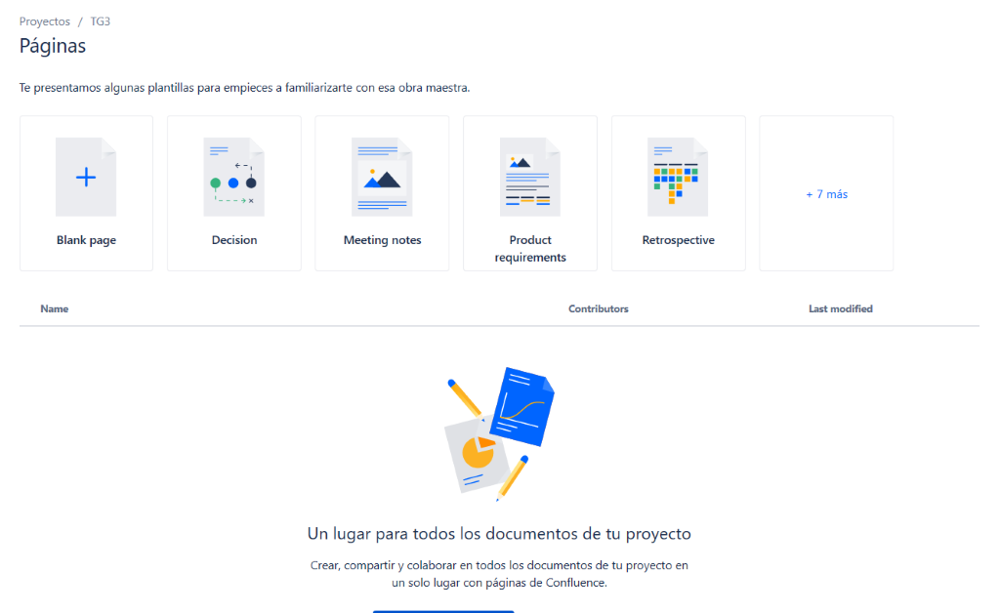 Proyectos / TG3
Páginas
Te presentamos algunas plantillas para empieces a familiarizarte con esa obra maestra.
Blank page
Decision
Meeting notes
Product
requirements
Retrospective
+ 7 más
Name
Contributors
Last modified
Un lugar para todos los documentos de tu proyecto
Crear, compartir y colaborar en todos los documentos de tu proyecto en
un solo lugar con páginas de Confluence.